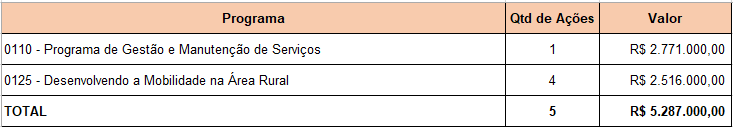 Programa Qtd de Ações Valor
0110 - Programa de Gestão e Manutenção de Serviços 1 R$ 2.771.000,00
0125 - Desenvolvendo a Mobilidade na Área Rural 4 R$ 2.516.000,00
TOTAL 5 R$ 5.287.000,00